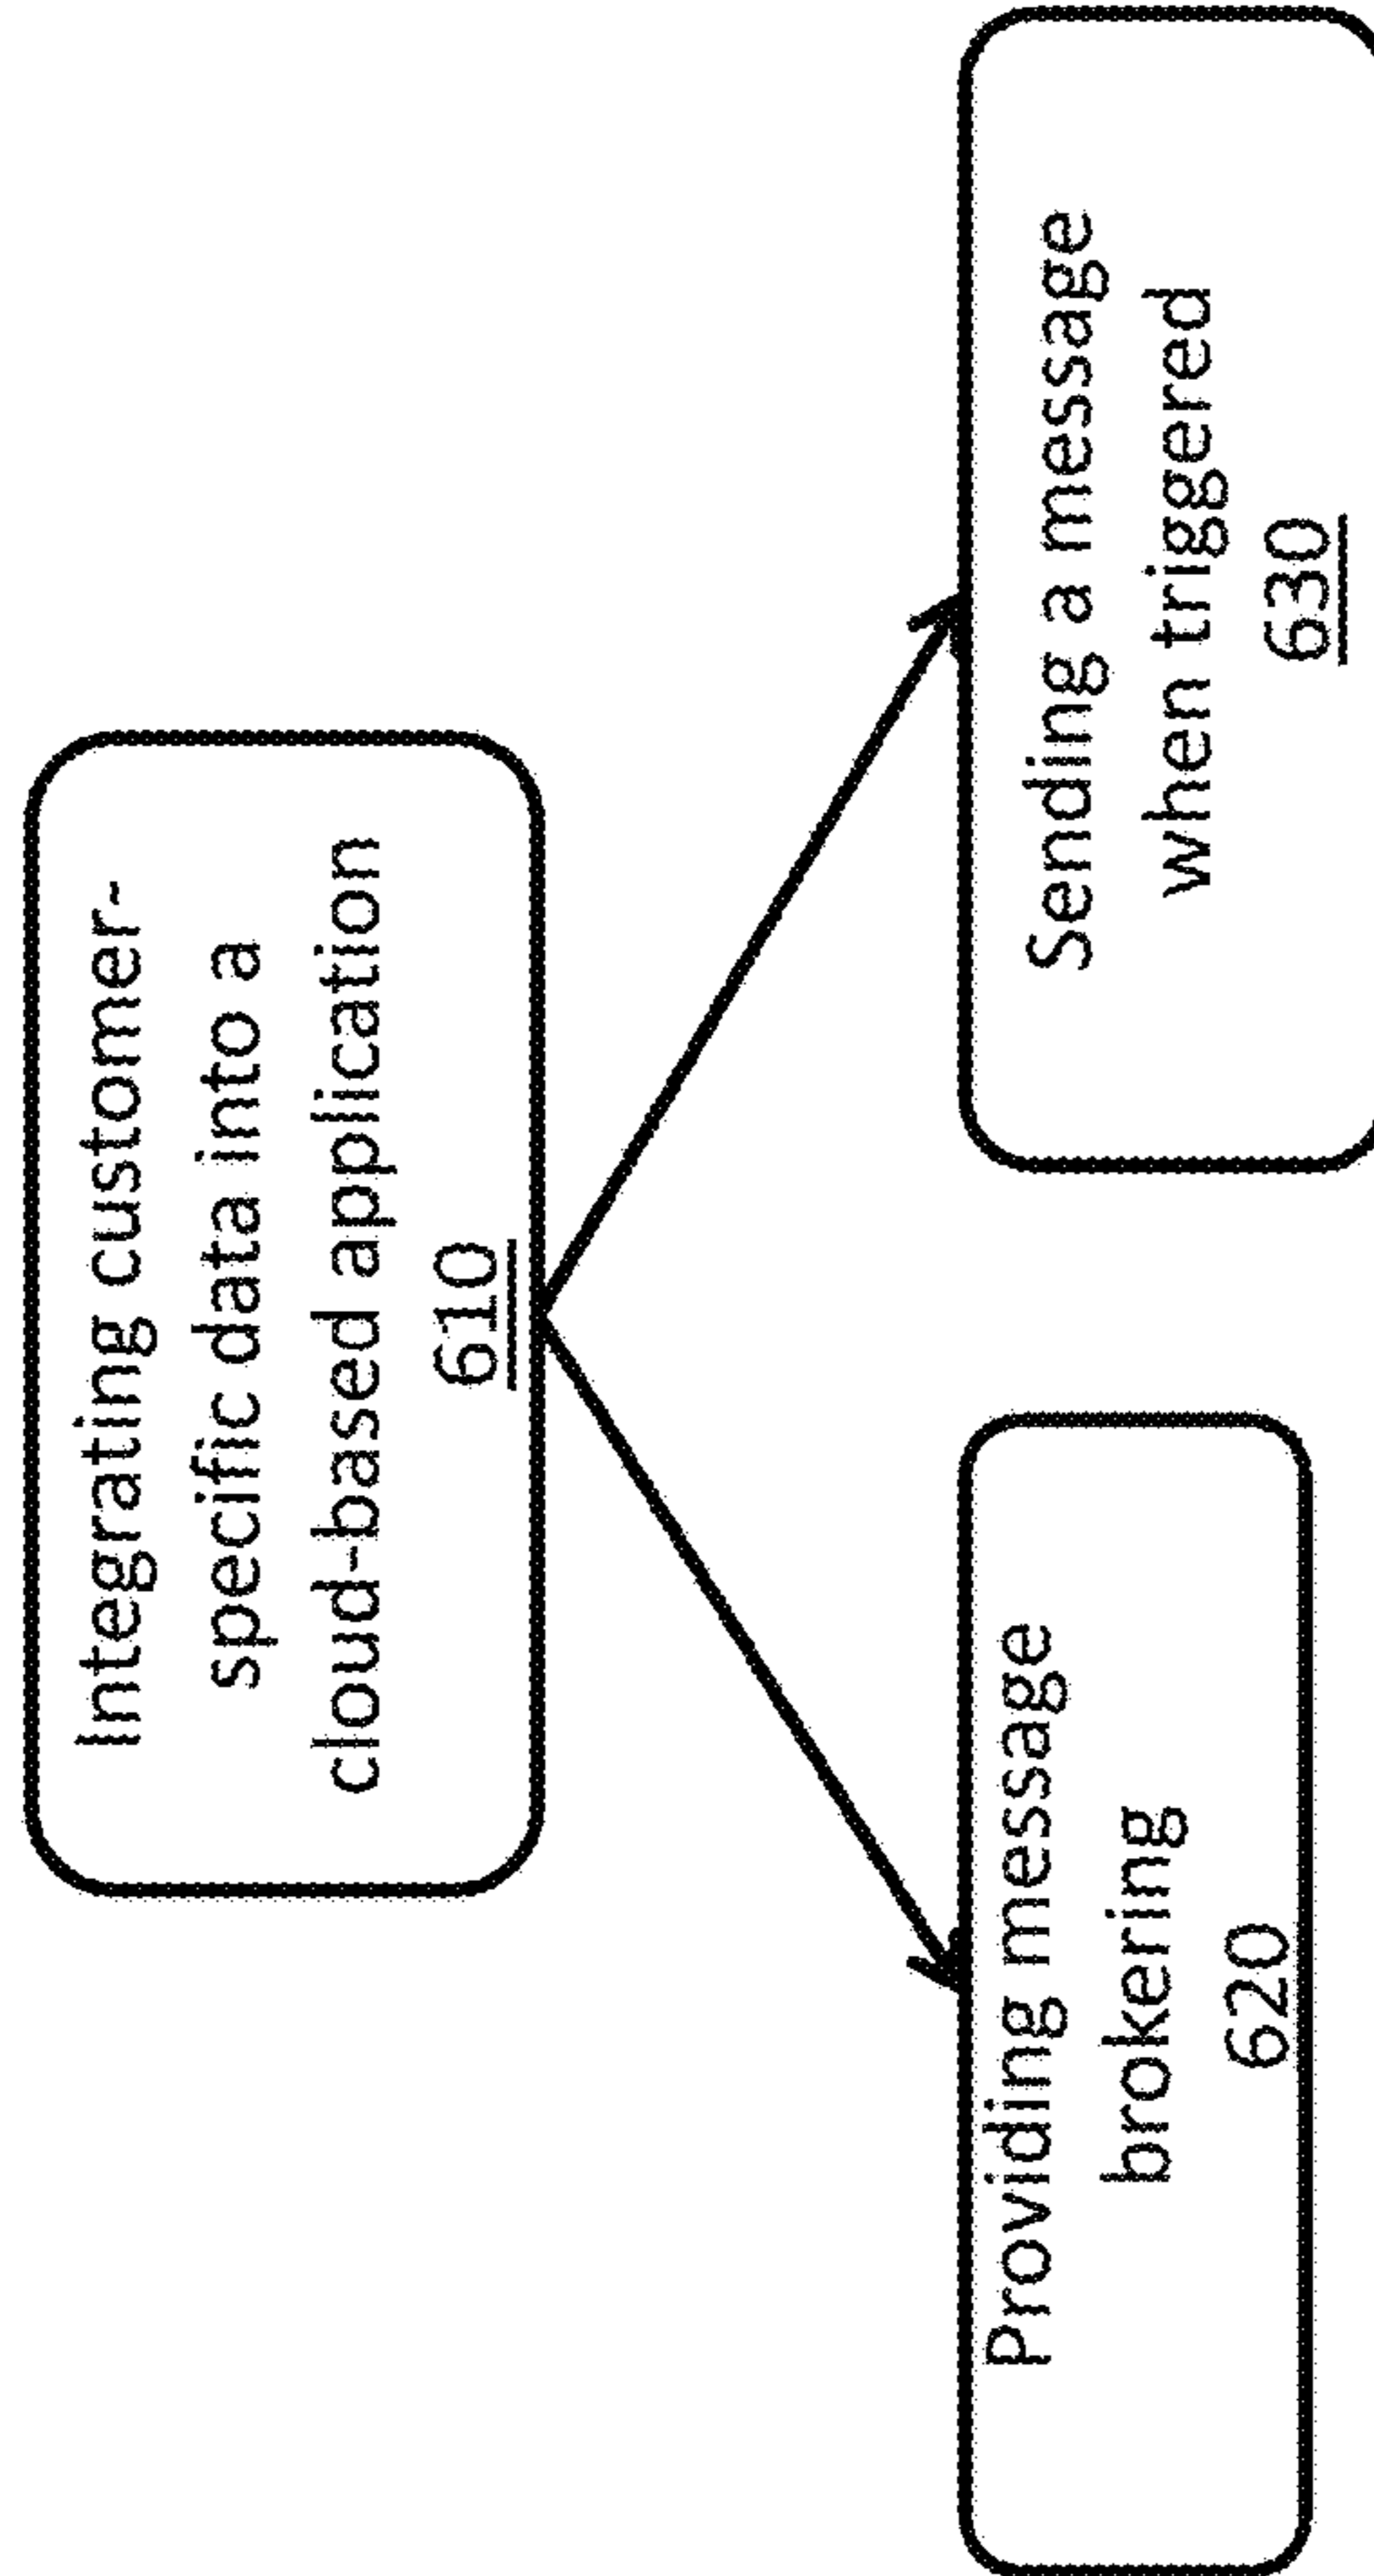 Integrating customer-
specific data into a
cloud-based application
610
Providing message
brokering
620
Sending a message
when triggered
630